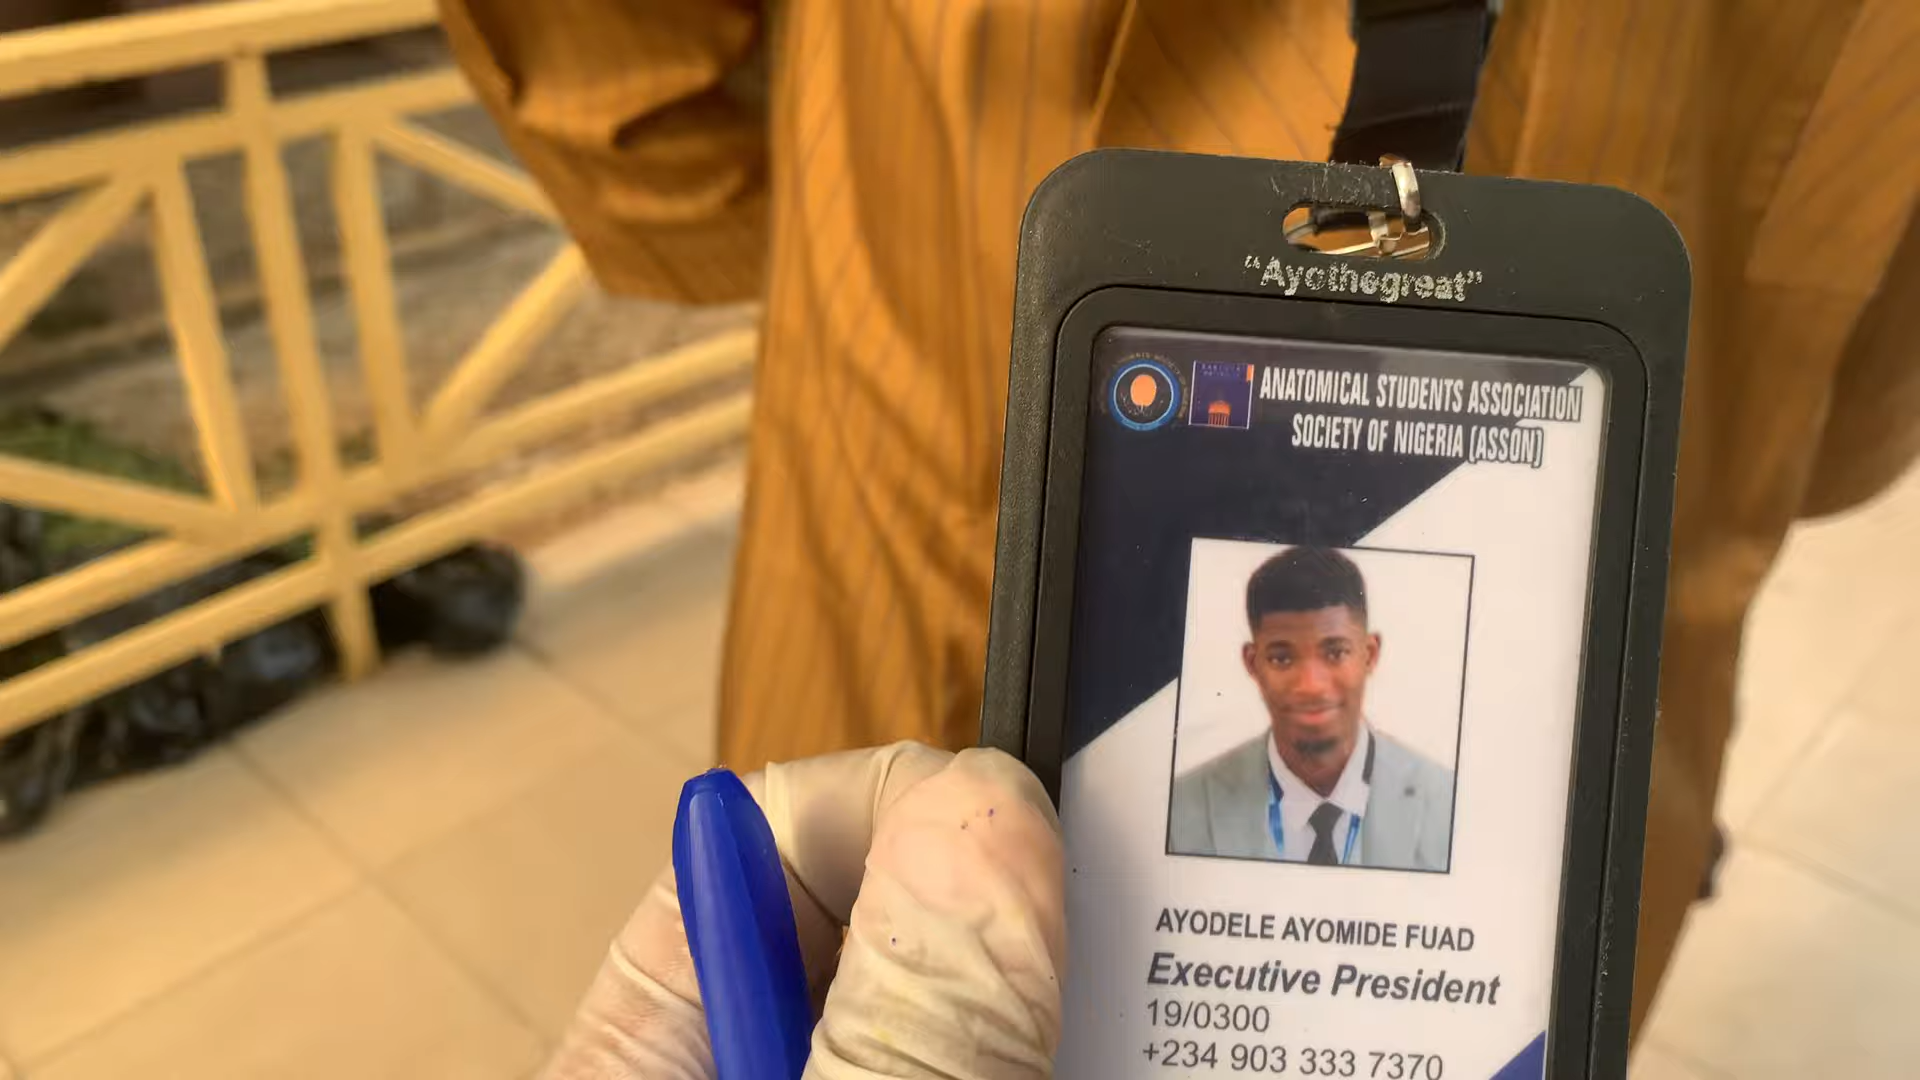 “Ayothegreat”
ANATOMICAL STUDENTS ASSOCIATION
SOCIETY OF NIGERIA (ASSON)
AYODELE AYOMIDE FUAD
Executive President
19/0300
+234 903 333 7370